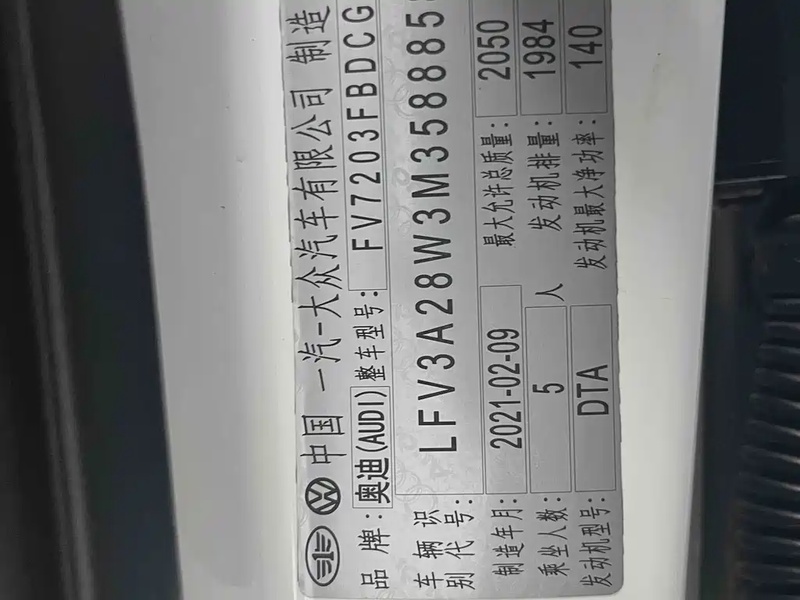 中国 一汽-大众汽车有限公司 制造
品牌: 奥迪(AUDI) 整车型号: FV7203FBDCG
车辆识别代号: LFV3A28W3M3588885
制造年月: 2021-02-09 最大允许总质量: 2050
乘坐人数: 5 人 发动机排量: 1984
发动机型号: DTA 发动机最大净功率: 140